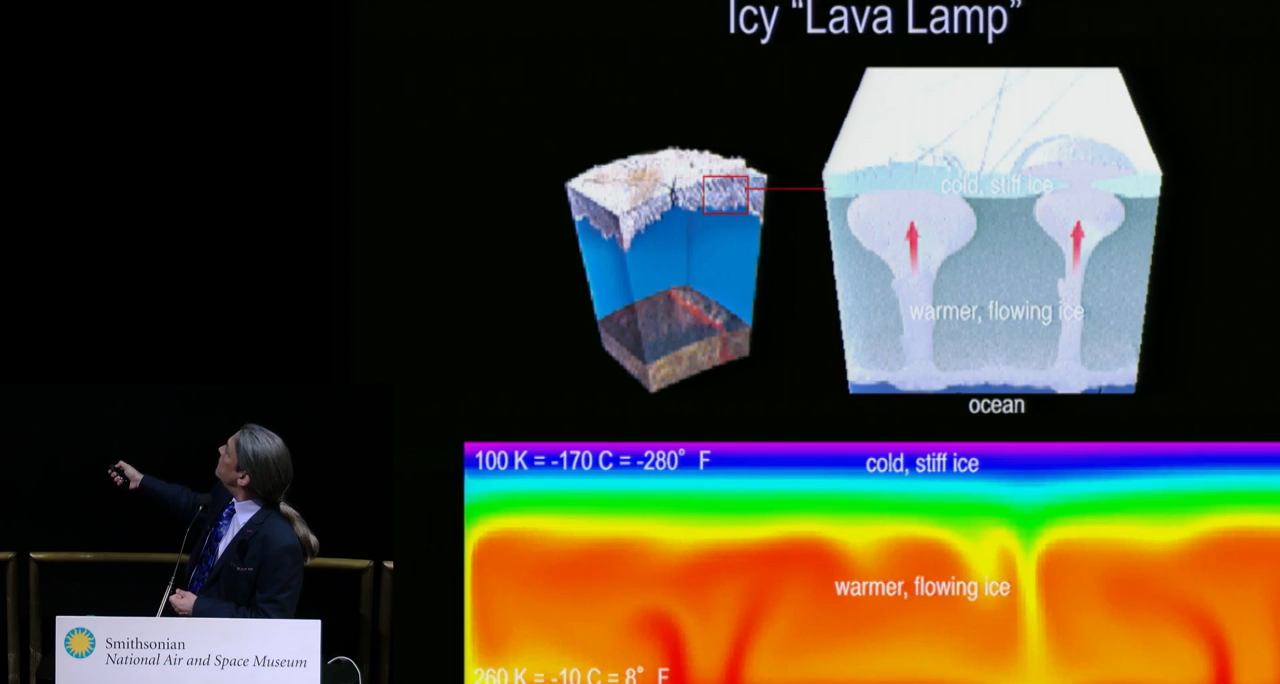 Icy “Lava Lamp”
cold, stiff ice
warmer, flowing ice
ocean
100 K = -170 C = -280° F
cold, stiff ice
warmer, flowing ice
260 K = -10 C = 8° F
Smithsonian
National Air and Space Museum